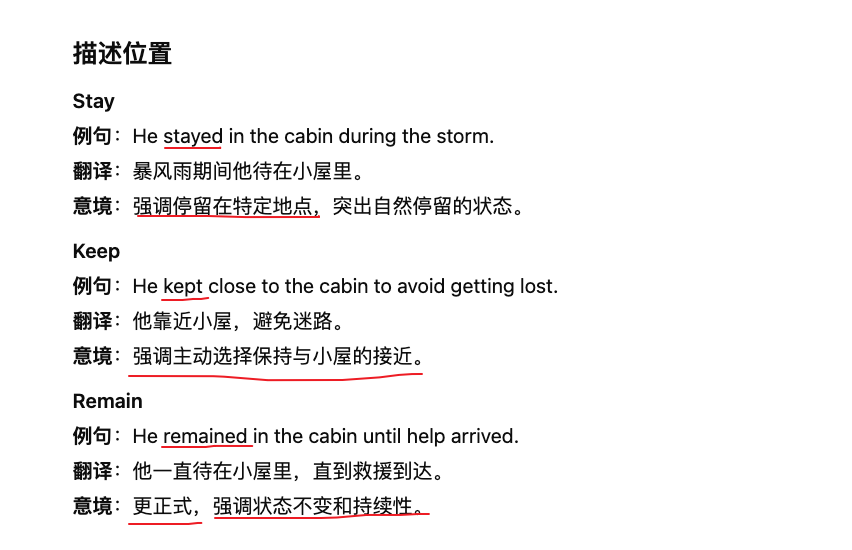 描述位置
Stay
例句：He stayed in the cabin during the storm.
翻译：暴风雨期间他待在小屋里。
意境：强调停留在特定地点，突出自然停留的状态。
Keep
例句：He kept close to the cabin to avoid getting lost.
翻译：他靠近小屋，避免迷路。
意境：强调主动选择保持与小屋的接近。
Remain
例句：He remained in the cabin until help arrived.
翻译：他一直待在小屋里，直到救援到达。
意境：更正式，强调状态不变和持续性。